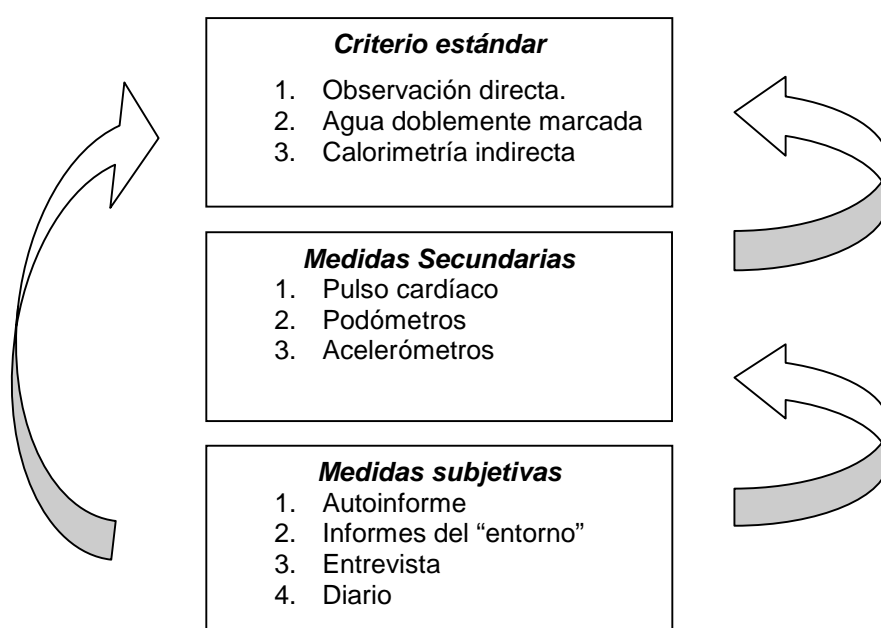 Criterio estándar
1. Observación directa.
2. Agua doblemente marcada
3. Calorimetría indirecta
Medidas Secundarias
1. Pulso cardíaco
2. Podómetros
3. Acelerómetros
Medidas subjetivas
1. Autoinforme
2. Informes del “entorno”
3. Entrevista
4. Diario